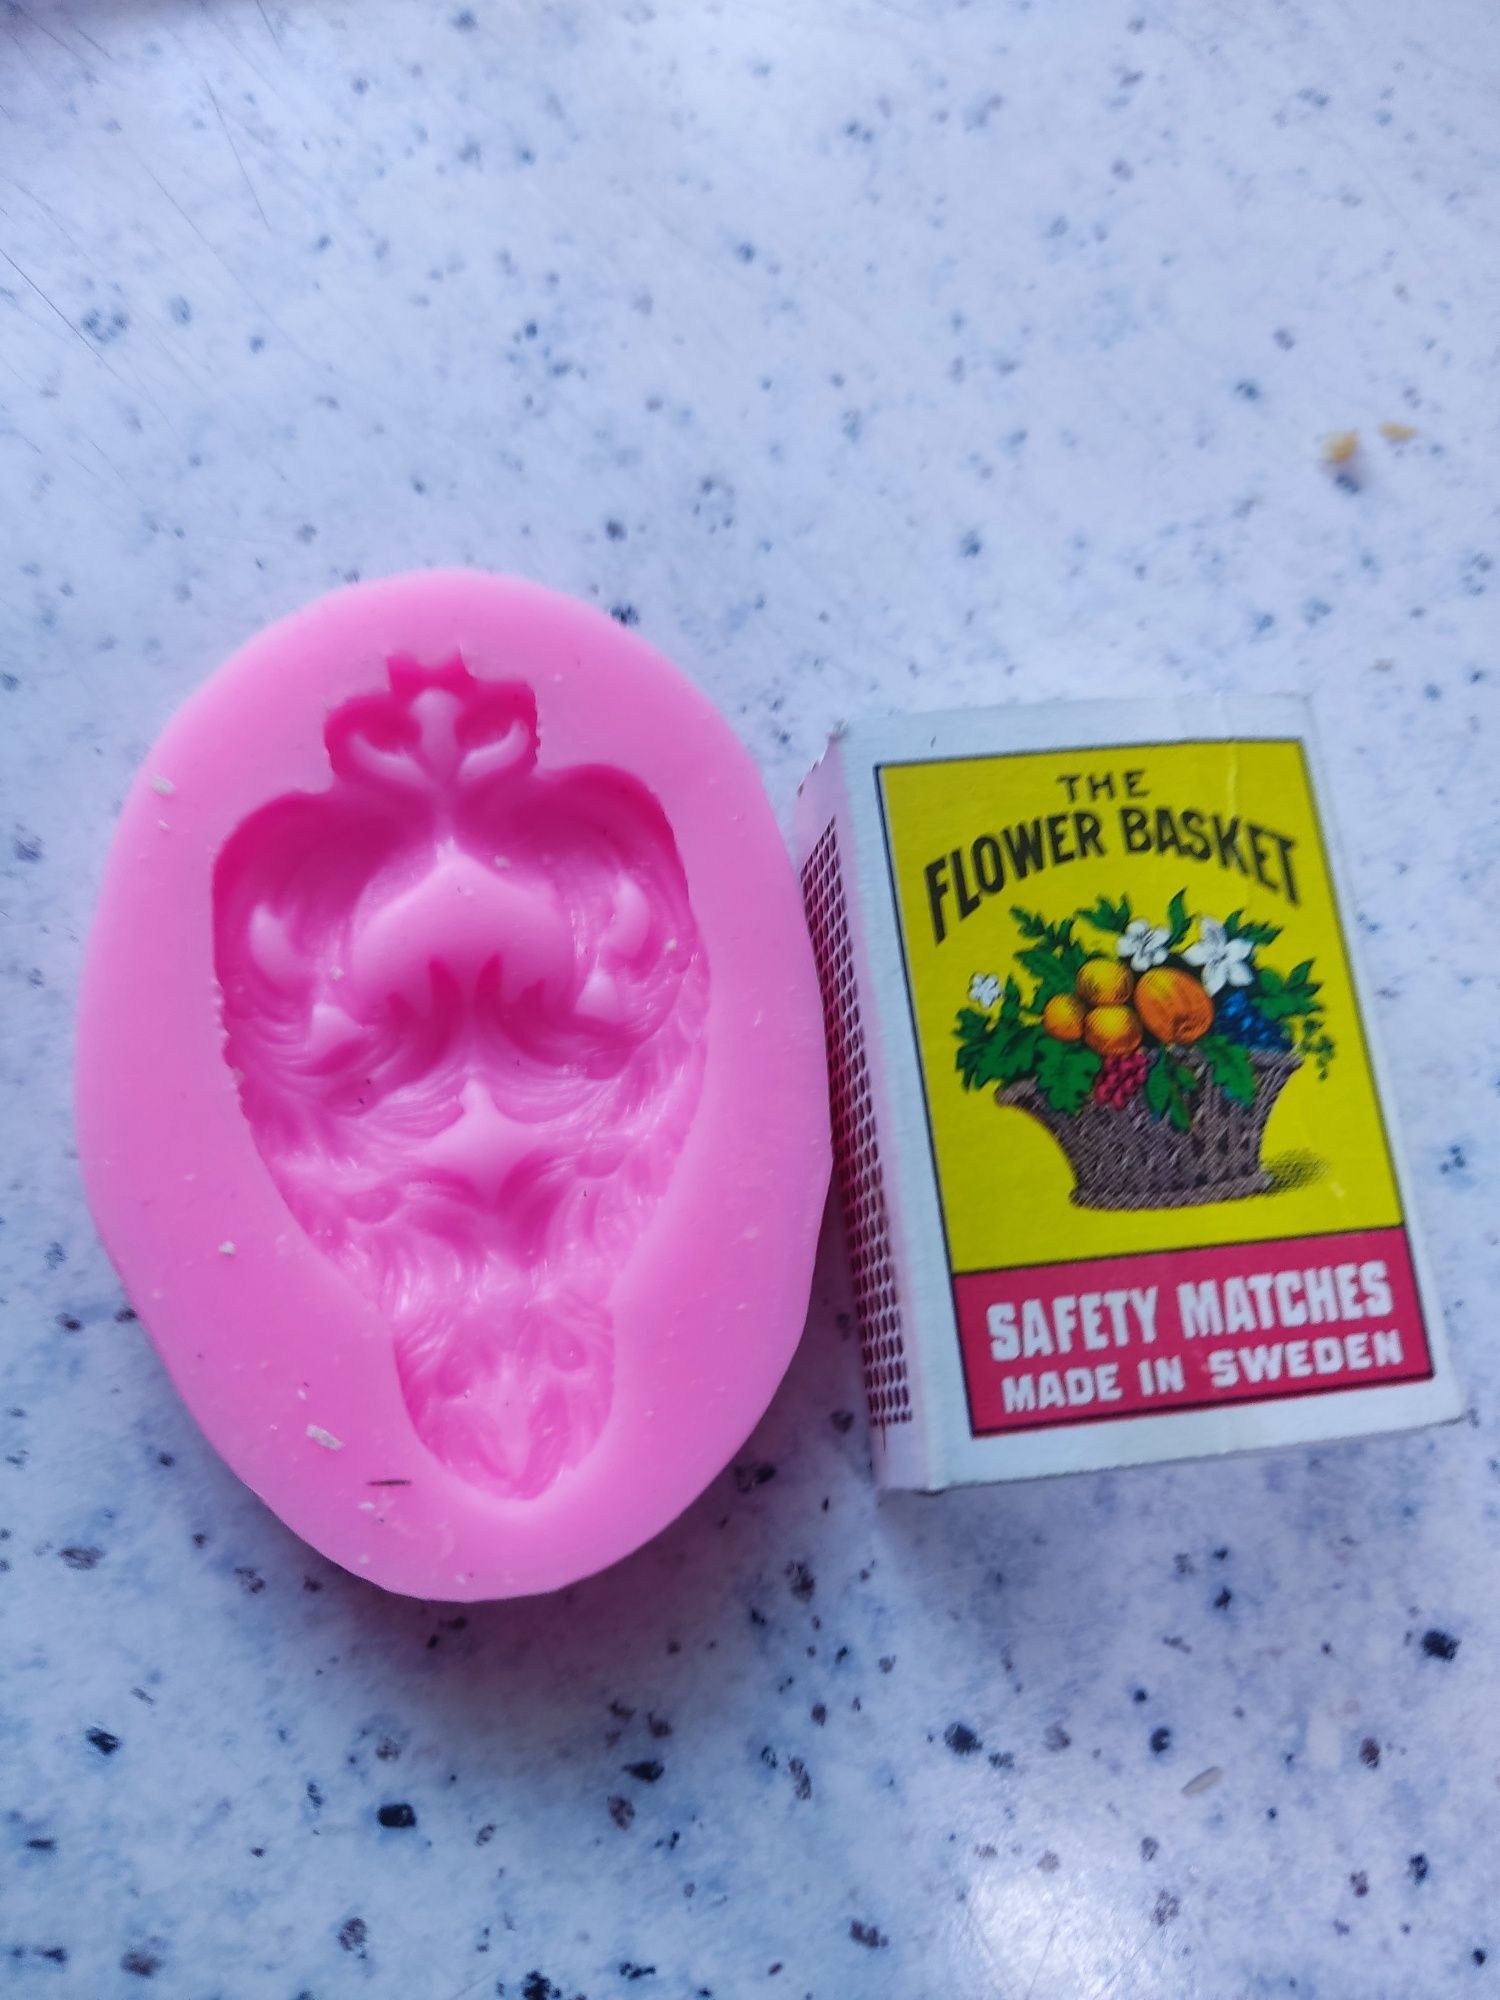 THE
FLOWER BASKET
SAFETY MATCHES
MADE IN SWEDEN